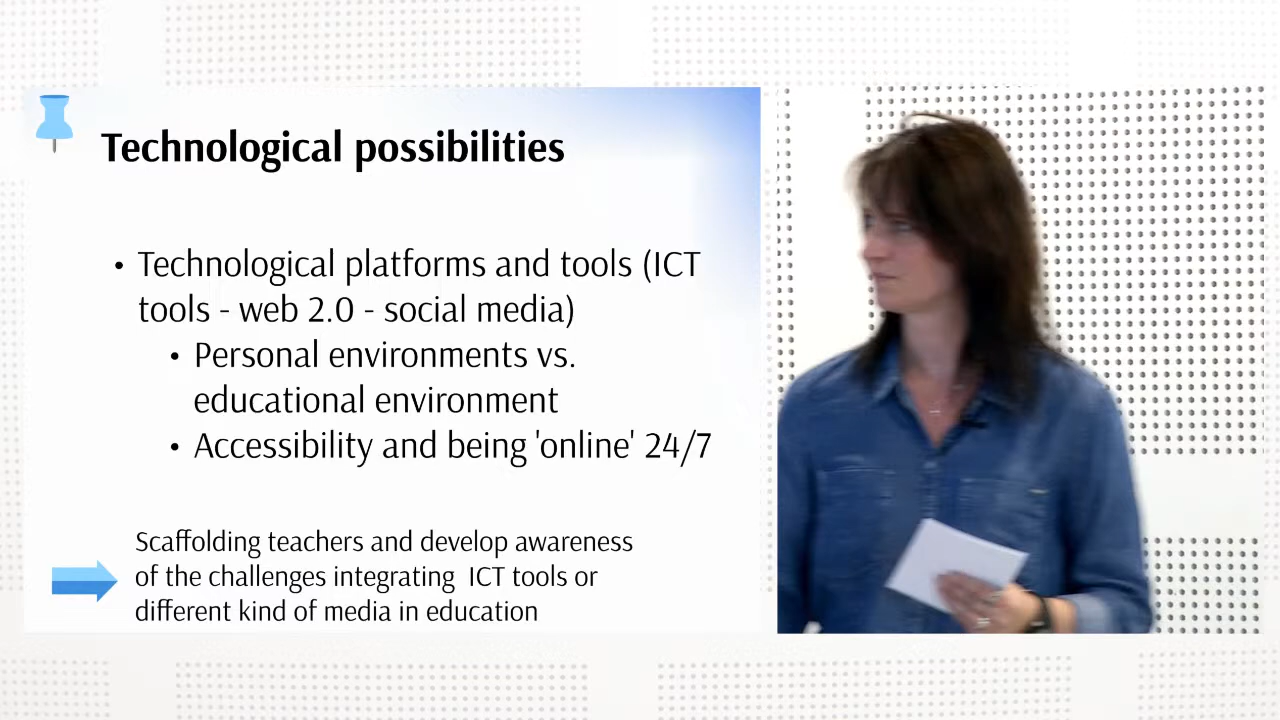 Technological possibilities
• Technological platforms and tools (ICT
tools - web 2.0 - social media)
• Personal environments vs.
educational environment
• Accessibility and being 'online' 24/7
Scaffolding teachers and develop awareness
of the challenges integrating  ICT tools or
different kind of media in education